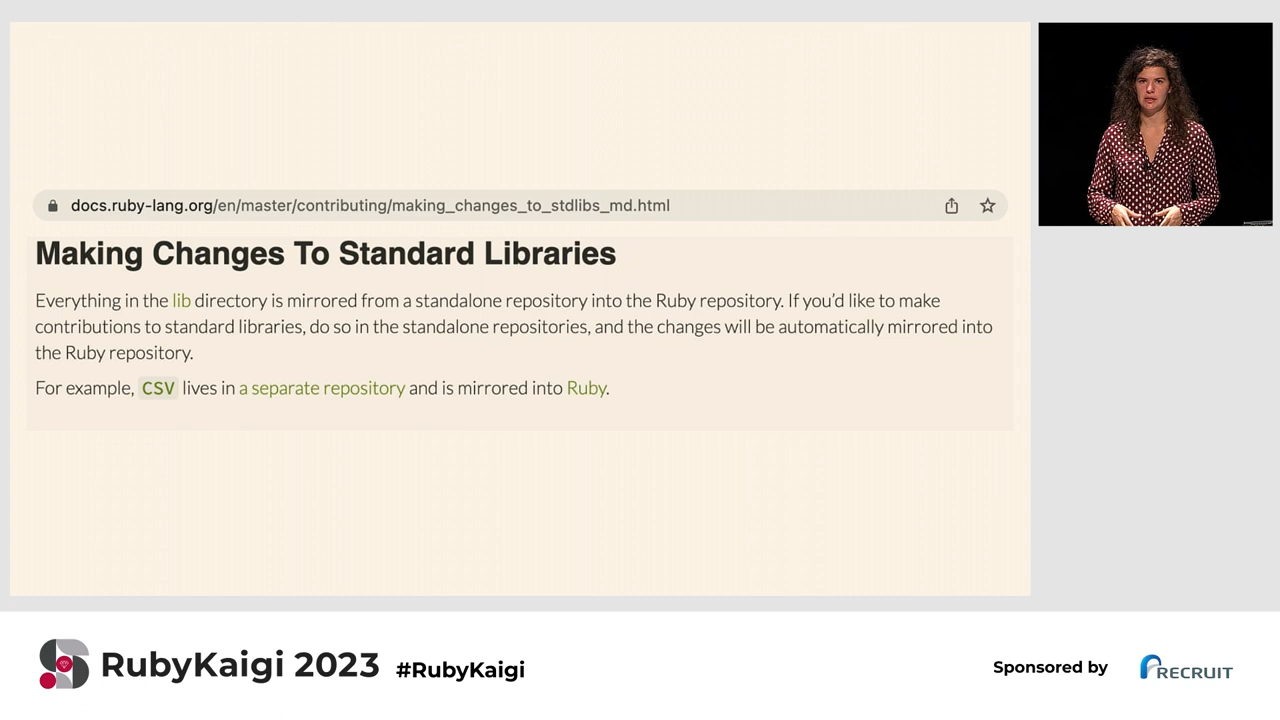 docs.ruby-lang.org/en/master/contributing/making_changes_to_stdlibs_md.html
Making Changes To Standard Libraries
Everything in the lib directory is mirrored from a standalone repository into the Ruby repository. If you’d like to make
contributions to standard libraries, do so in the standalone repositories, and the changes will be automatically mirrored into
the Ruby repository.
For example, CSV lives in a separate repository and is mirrored into Ruby.
RubyKaigi 2023 #RubyKaigi
Sponsored by RECRUIT